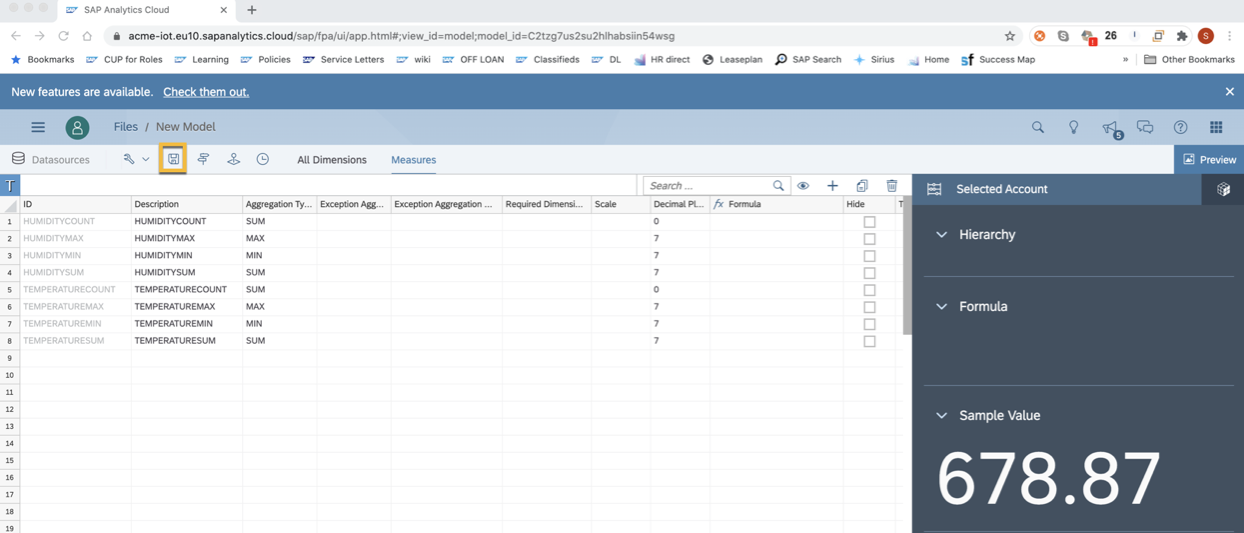 SAP Analytics Cloud
acme-iot.eu10.sapanalytics.cloud/sap/fpa/ui/app.html#;view_id=model;model_id=C2tzg7us2su2hlhabsiin54wsg
26
S
Bookmarks CUP for Roles Learning Policies Service Letters wiki OFF LOAN Classifieds DL HR direct Leaseplan SAP Search Sirius Home Success Map » Other Bookmarks
New features are available. Check them out.
Files / New Model
5
Datasources All Dimensions Measures Preview
T Search ... Selected Account
ID Description Aggregation Ty... Exception Agg... Exception Aggregation ... Required Dimensi... Scale Decimal Pl... fx Formula Hide T
1 HUMIDITYCOUNT HUMIDITYCOUNT SUM 0
2 HUMIDITYMAX HUMIDITYMAX MAX 7
3 HUMIDITYMIN HUMIDITYMIN MIN 7
4 HUMIDITYSUM HUMIDITYSUM SUM 7
5 TEMPERATURECOUNT TEMPERATURECOUNT SUM 0
6 TEMPERATUREMAX TEMPERATUREMAX MAX 7
7 TEMPERATUREMIN TEMPERATUREMIN MIN 7
8 TEMPERATURESUM TEMPERATURESUM SUM 7
9
10
11
12
13
14
15
16
17
18
19
Hierarchy
Formula
Sample Value
678.87